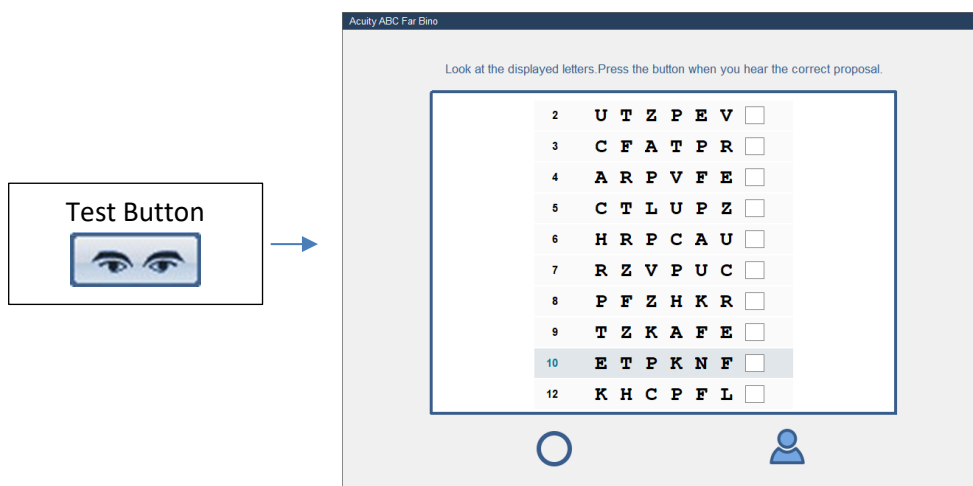 Acuity ABC Far Bino
Look at the displayed letters.Press the button when you hear the correct proposal.
Test Button
2 U T Z P E V
3 C F A T P R
4 A R P V F E
5 C T L U P Z
6 H R P C A U
7 R Z V P U C
8 P F Z H K R
9 T Z K A F E
10 E T P K N F
12 K H C P F L